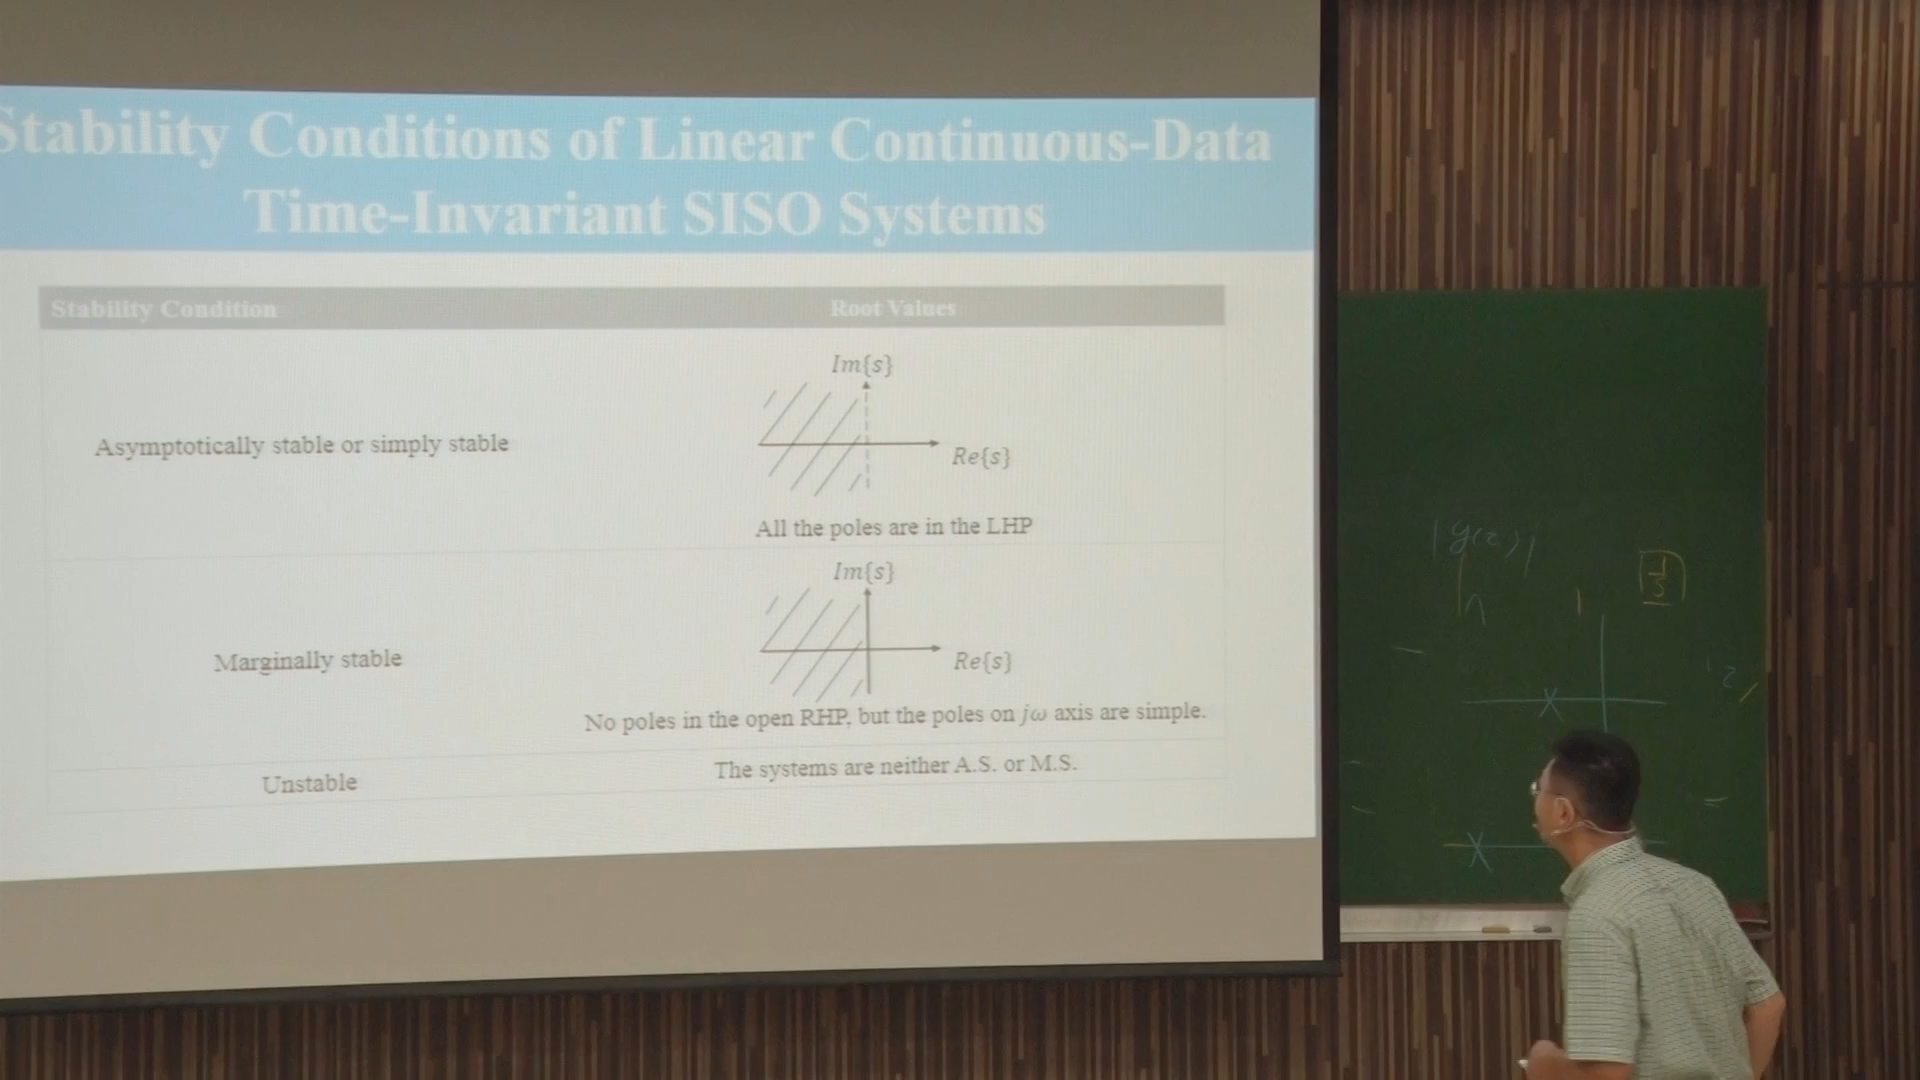 Stability Conditions of Linear Continuous-Data
Time-Invariant SISO Systems
Stability Condition
Root Values
Im{s}
Re{s}
Asymptotically stable or simply stable
All the poles are in the LHP
Im{s}
Re{s}
Marginally stable
No poles in the open RHP, but the poles on jω axis are simple.
Unstable
The systems are neither A.S. or M.S.
|y(z)|